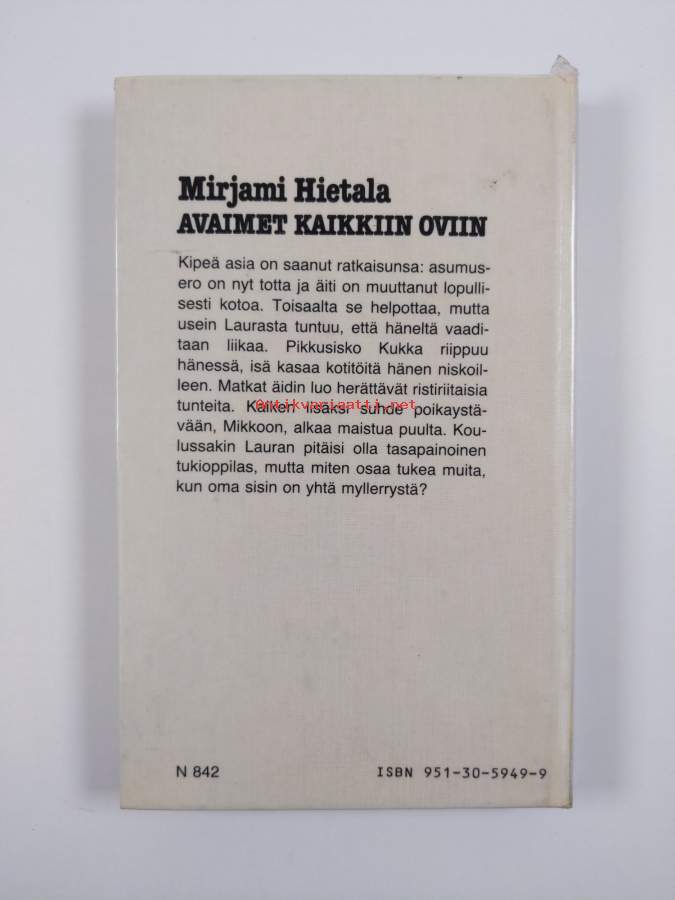 Mirjami Hietala
AVAIMET KAIKKIIN OVIIN
Kipeä asia on saanut ratkaisunsa: asumus-
ero on nyt totta ja äiti on muuttanut lopulli-
sesti kotoa. Toisaalta se helpottaa, mutta
usein Laurasta tuntuu, että häneltä vaadi-
taan liikaa. Pikkusisko Kukka riippuu
hänessä, isä kasaa kotitöitä hänen niskoil-
leen. Matkat äidin luo herättävät ristiriitaisia
tunteita. Kaiken lisäksi suhde poikaystä-
vään, Mikkoon, alkaa maistua puulta. Kou-
lussakin Lauran pitäisi olla tasapainoinen
tukioppilas, mutta miten osaa tukea muita,
kun oma sisin on yhtä myllerrystä?
Antikvariaatti.net
N 842 ISBN 951-30-5949-9